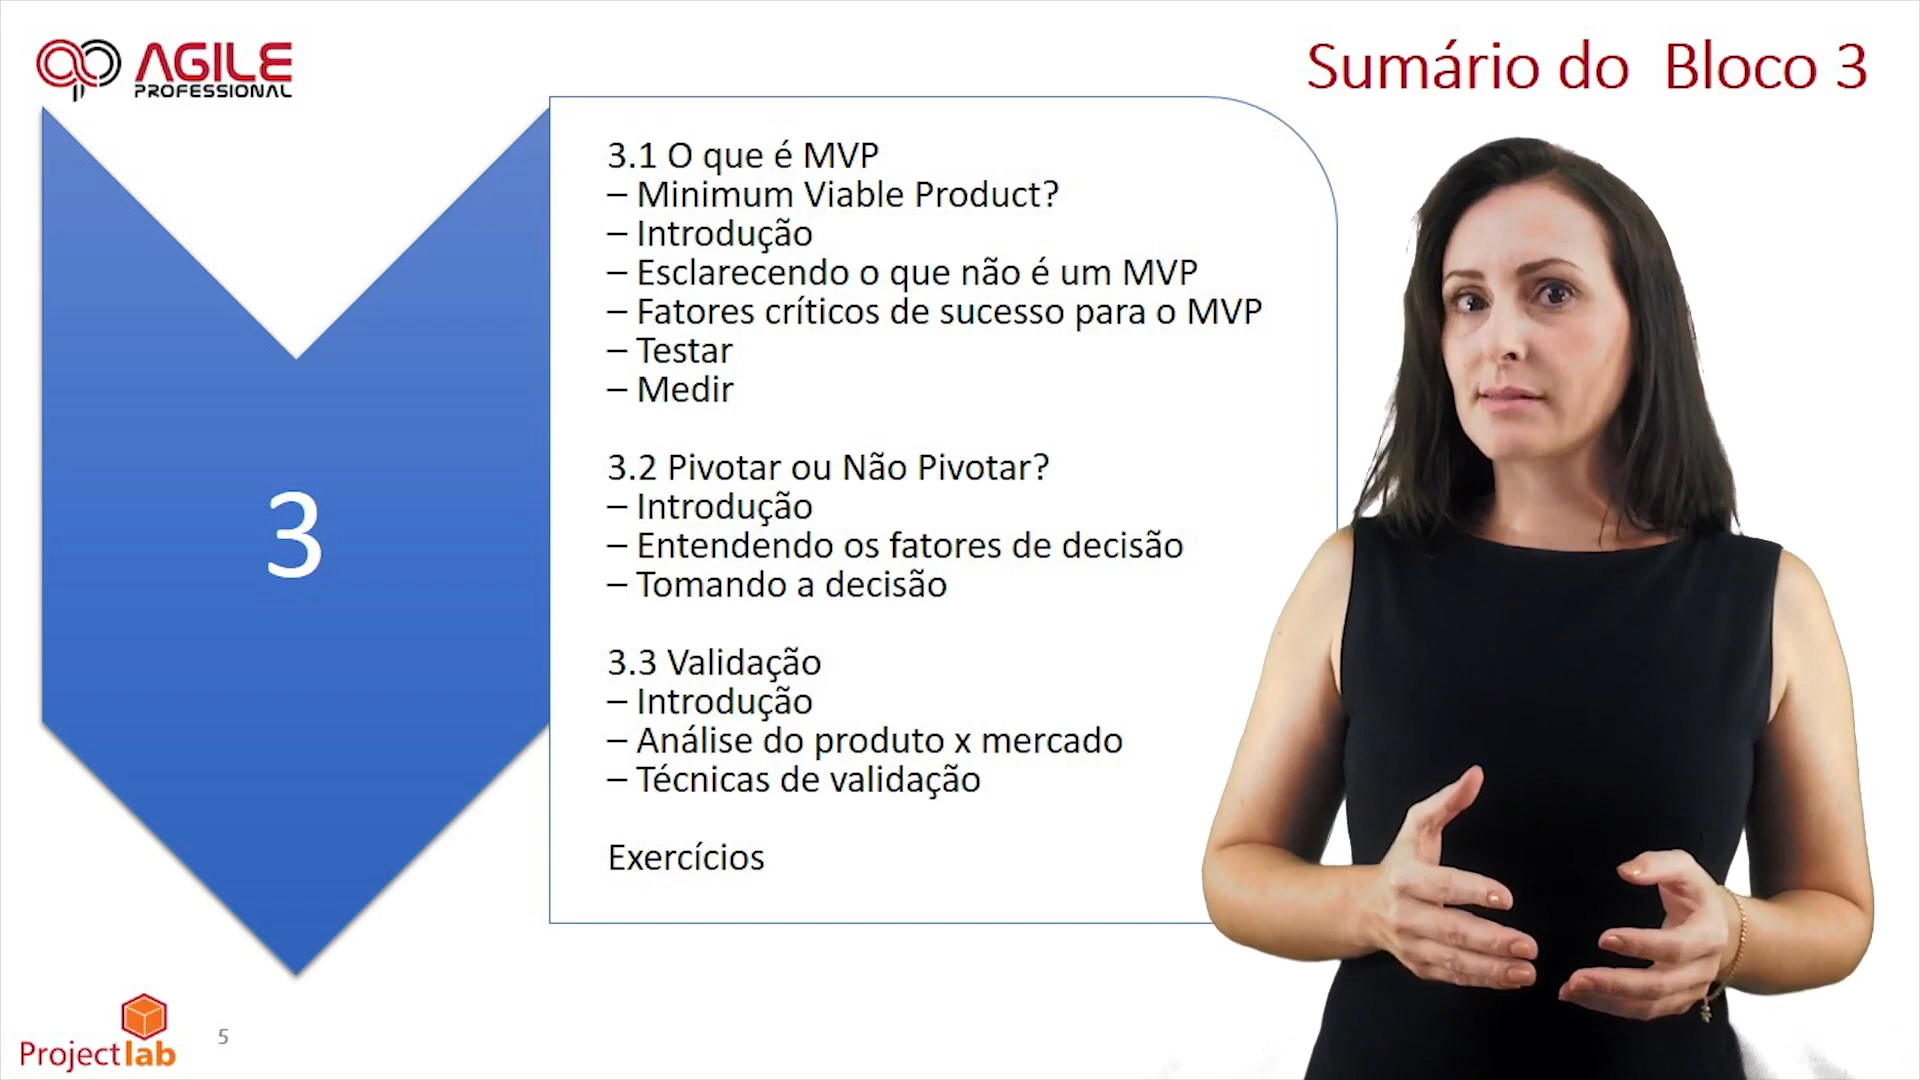 AGILE
PROFESSIONAL
Sumário do Bloco 3
3
3.1 O que é MVP
– Minimum Viable Product?
– Introdução
– Esclarecendo o que não é um MVP
– Fatores críticos de sucesso para o MVP
– Testar
– Medir
3.2 Pivotar ou Não Pivotar?
– Introdução
– Entendendo os fatores de decisão
– Tomando a decisão
3.3 Validação
– Introdução
– Análise do produto x mercado
– Técnicas de validação
Exercícios
Projectlab
5